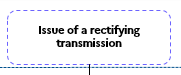 Issue of a rectifying
transmission